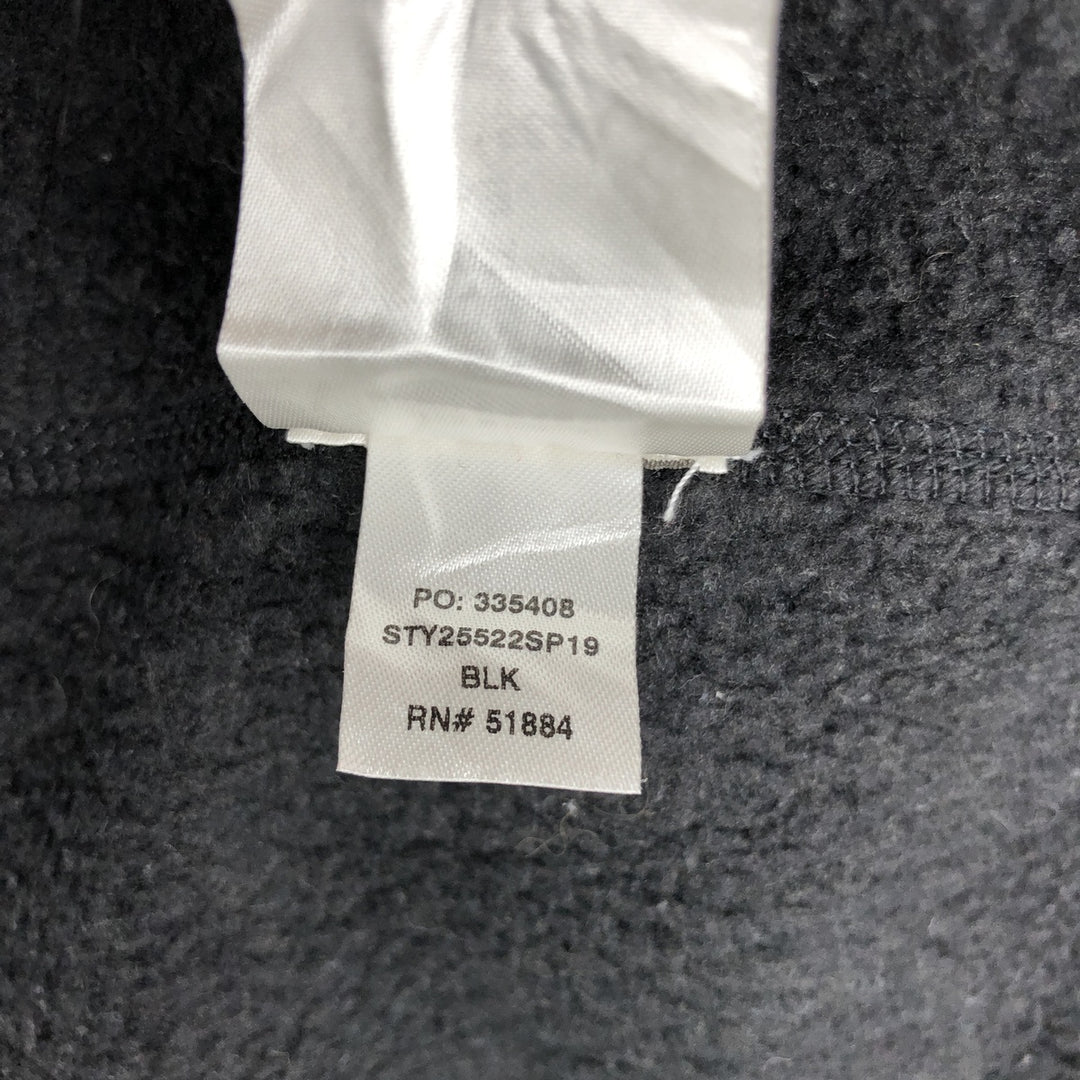 PO: 335408
STY25522SP19
BLK
RN# 51884